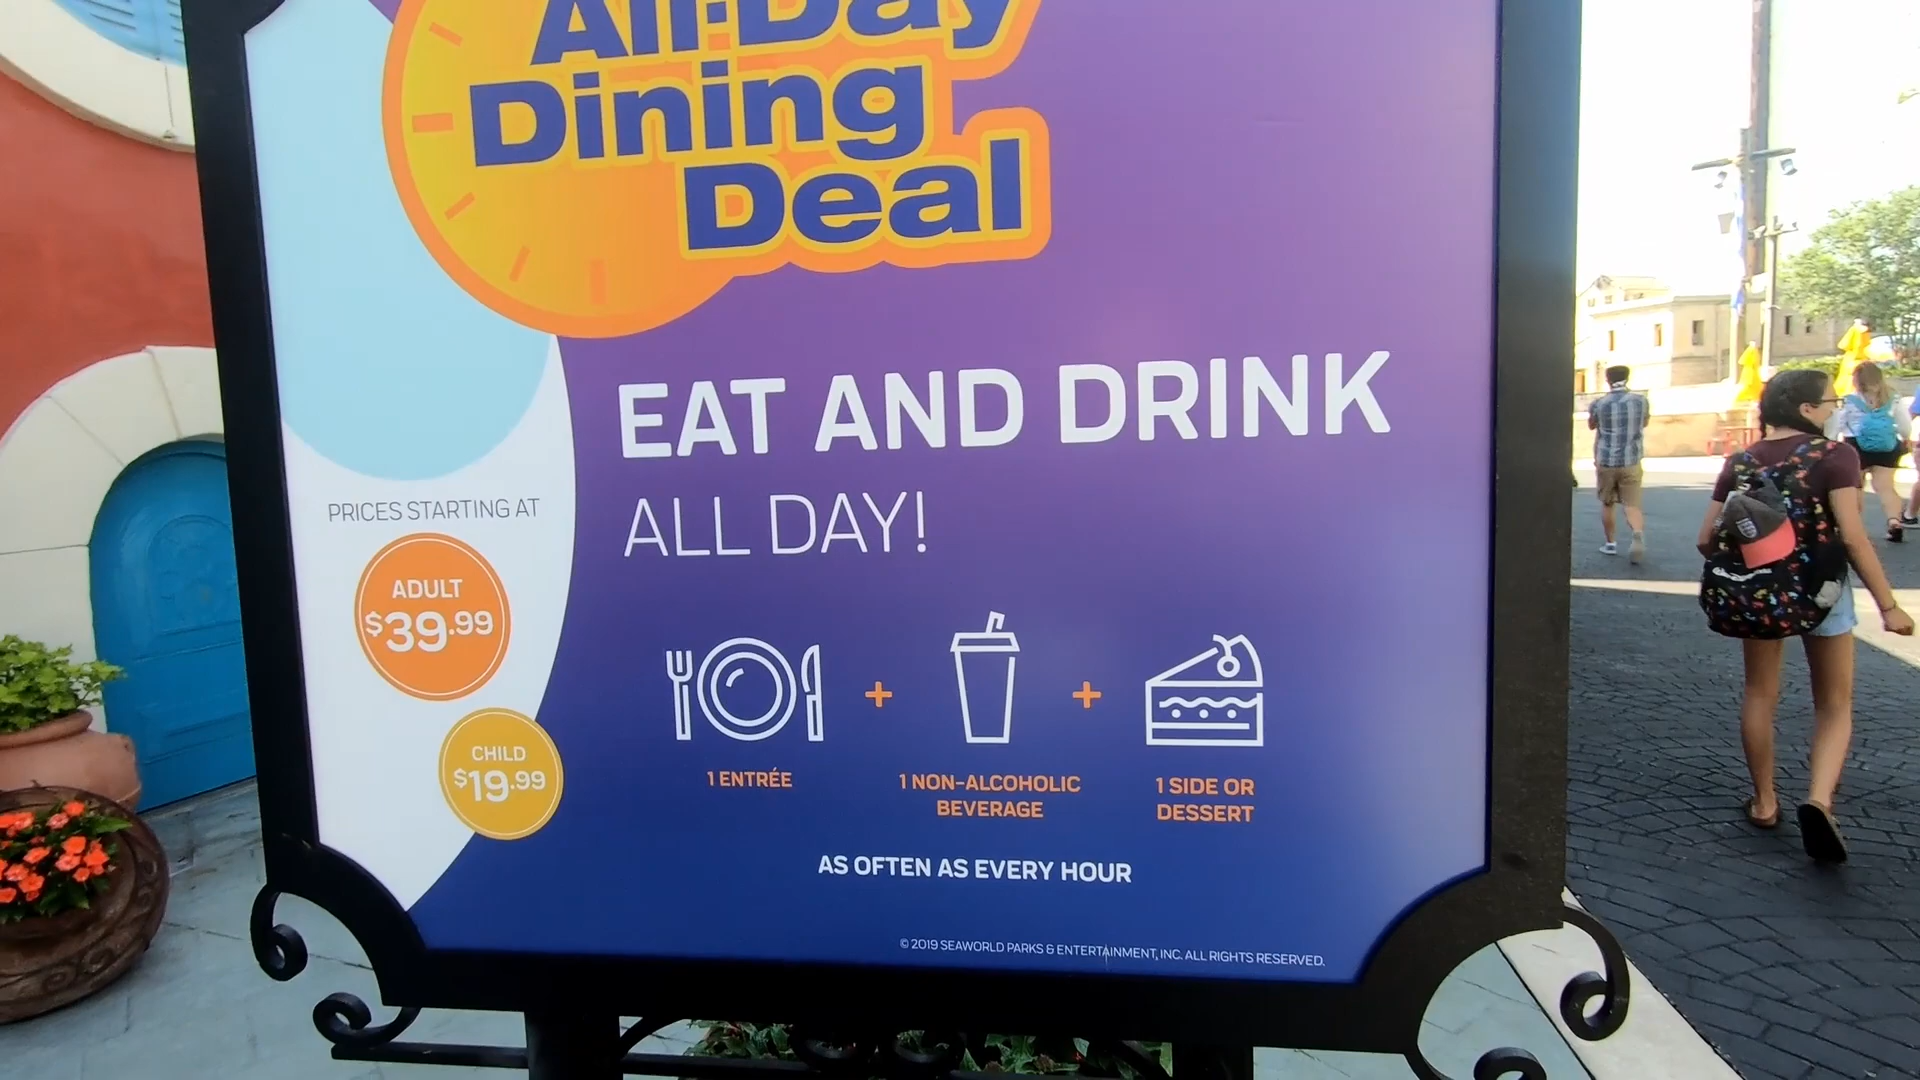 All-Day
Dining
Deal
EAT AND DRINK
ALL DAY!
PRICES STARTING AT
ADULT
$39.99
CHILD
$19.99
1 ENTRÉE
1 NON-ALCOHOLIC
BEVERAGE
1 SIDE OR
DESSERT
AS OFTEN AS EVERY HOUR
© 2019 SEAWORLD PARKS & ENTERTAINMENT, INC. ALL RIGHTS RESERVED.